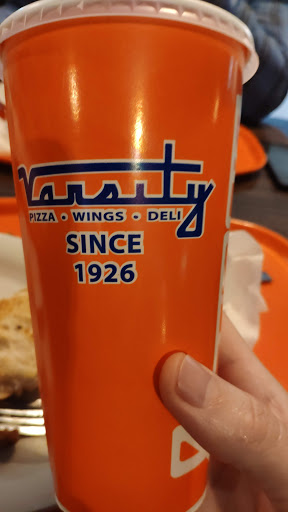 Varsity
PIZZA • WINGS • DELI
SINCE
1926